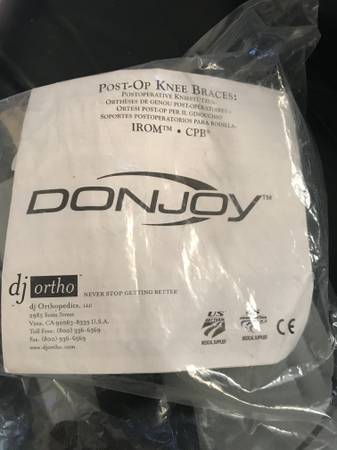 POST-OP KNEE BRACES:
POSTOPERATIVE KNIESTÜTZEN:
ORTHÈSES DE GENOU POST-OPÉRATOIRES:
ORTESI POST-OP PER IL GINOCCHIO
SOPORTES POSTOPERATORIOS PARA RODILLA:
IROM™ • CPB®
DONJOY™
dj ortho™ NEVER STOP GETTING BETTER™
dj Orthopedics, LLC
2985 Scott Street
Vista, CA 92083-8339 U.S.A.
Toll Free: (800) 336-6569
Fax: (800) 936-6569
www.djortho.com
US
SKI TEAM
MEDICAL SUPPLIER
MEDICAL SUPPLIER
CE